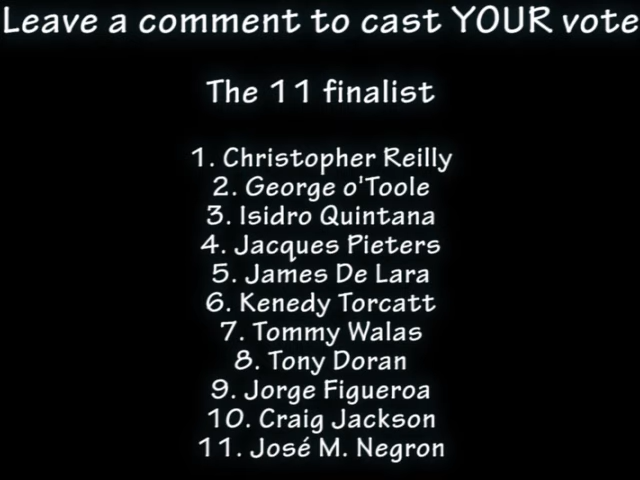 Leave a comment to cast YOUR vote
The 11 finalist
1. Christopher Reilly
2. George o'Toole
3. Isidro Quintana
4. Jacques Pieters
5. James De Lara
6. Kenedy Torcatt
7. Tommy Walas
8. Tony Doran
9. Jorge Figueroa
10. Craig Jackson
11. José M. Negron